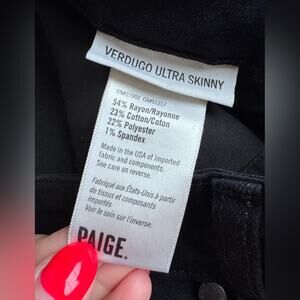 VERDUGO ULTRA SKINNY
54% Rayon/Rayonne
23% Cotton/Coton
22% Polyester
1% Spandex
Made in the USA of imported
fabric and components.
See care on reverse.
Fabriqué aux États-Unis à partir
de tissus et composants
importés
Voir le soin sur l'inverse.
PAIGE.